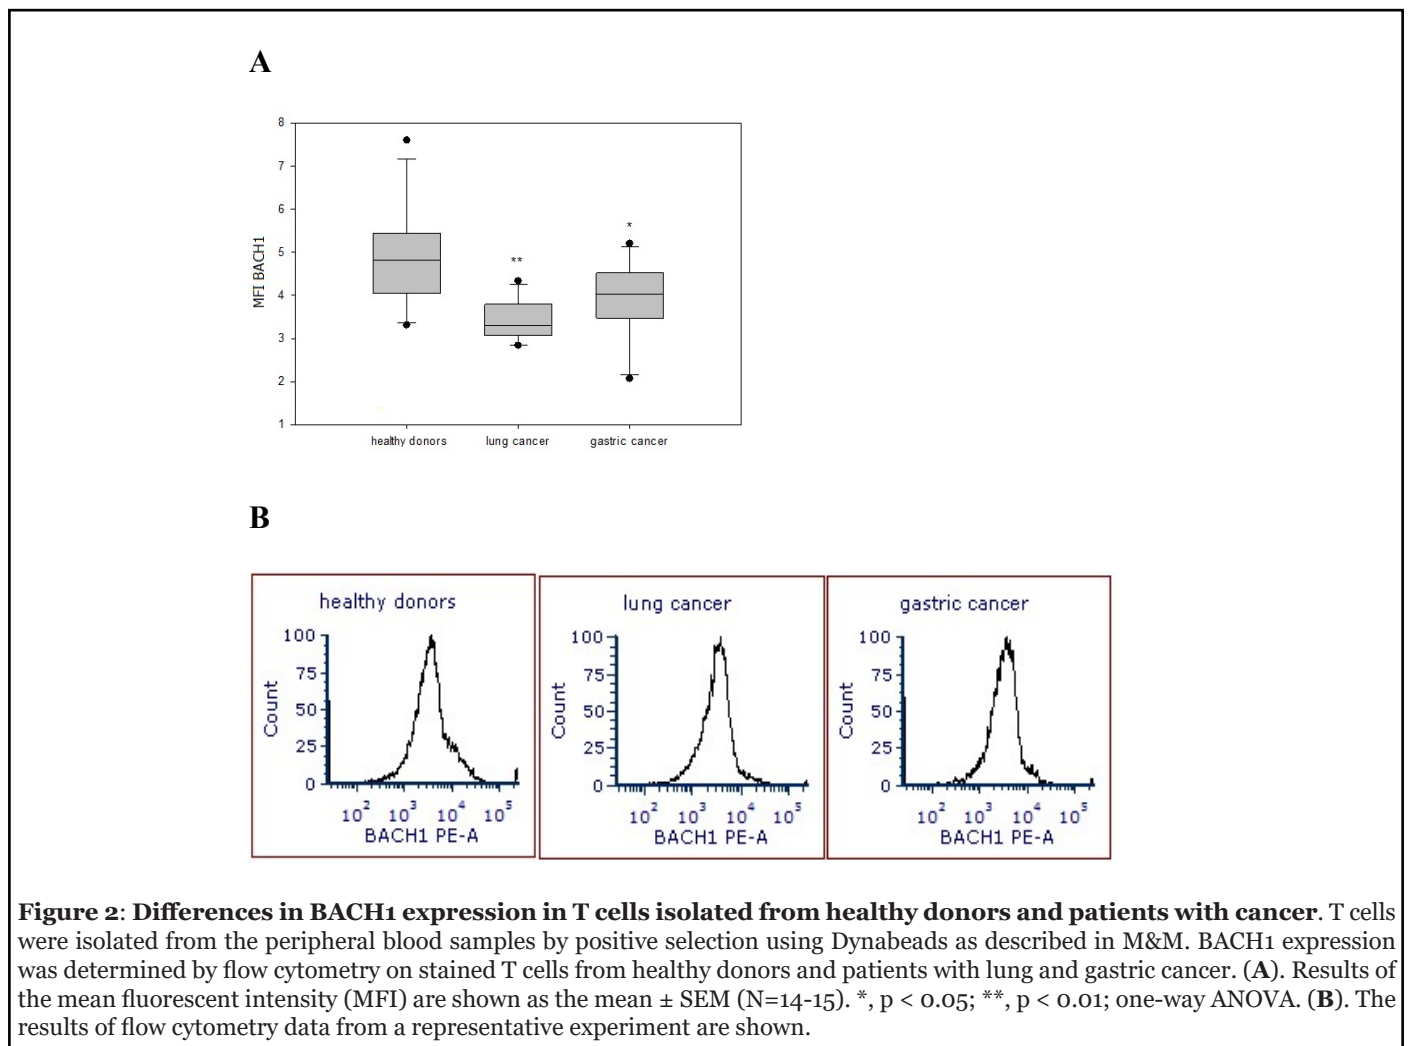 A
8
7
6
5
4
3
2
1
MFI BACH1
**
*
healthy donors lung cancer gastric cancer
B
healthy donors
100
75
50
25
0
Count
10² 10³ 10⁴ 10⁵
BACH1 PE-A
lung cancer
100
75
50
25
0
Count
10² 10³ 10⁴ 10⁵
BACH1 PE-A
gastric cancer
100
75
50
25
0
Count
10² 10³ 10⁴ 10⁵
BACH1 PE-A
Figure 2: Differences in BACH1 expression in T cells isolated from healthy donors and patients with cancer. T cells
were isolated from the peripheral blood samples by positive selection using Dynabeads as described in M&M. BACH1 expression
was determined by flow cytometry on stained T cells from healthy donors and patients with lung and gastric cancer. (A). Results of
the mean fluorescent intensity (MFI) are shown as the mean ± SEM (N=14-15). *, p < 0.05; **, p < 0.01; one-way ANOVA. (B). The
results of flow cytometry data from a representative experiment are shown.